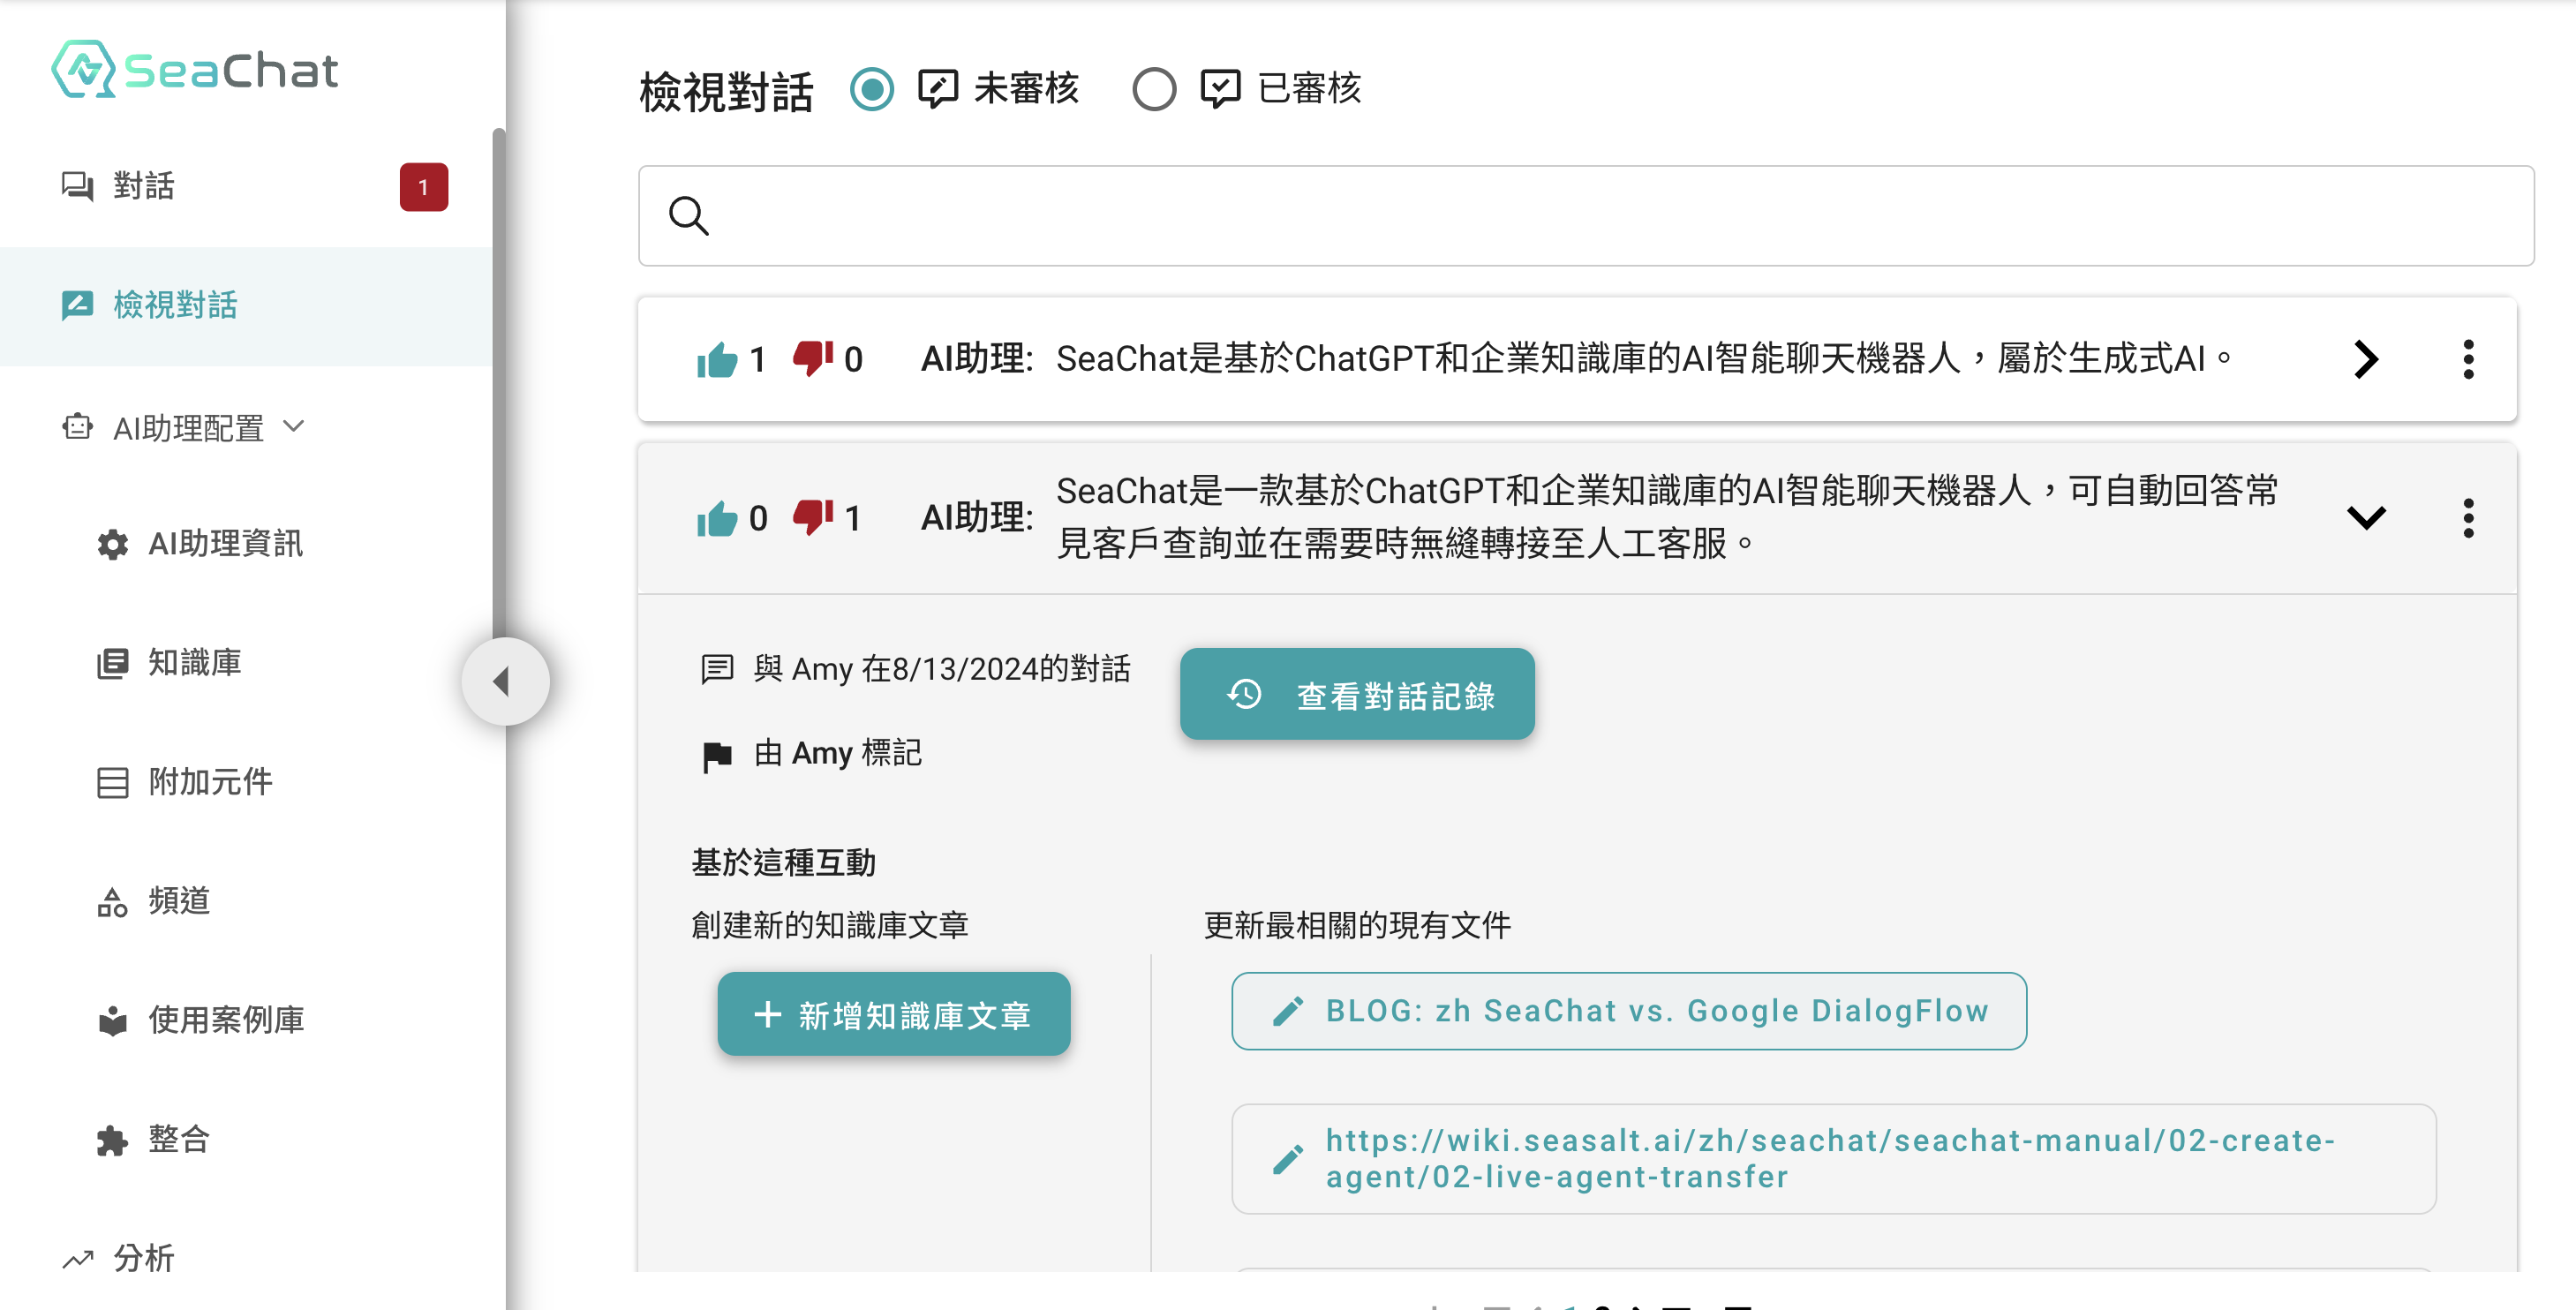 SeaChat
對話
1
檢視對話
AI助理配置
AI助理資訊
知識庫
附加元件
頻道
使用案例庫
整合
分析
檢視對話 未審核 已審核
1 0 AI助理: SeaChat是基於ChatGPT和企業知識庫的AI智能聊天機器人，屬於生成式AI。
0 1 AI助理: SeaChat是一款基於ChatGPT和企業知識庫的AI智能聊天機器人，可自動回答常
見客戶查詢並在需要時無縫轉接至人工客服。
與 Amy 在8/13/2024的對話
查看對話記錄
由 Amy 標記
基於這種互動
創建新的知識庫文章
新增知識庫文章
更新最相關的現有文件
BLOG: zh SeaChat vs. Google DialogFlow
https://wiki.seasalt.ai/zh/seachat/seachat-manual/02-create-
agent/02-live-agent-transfer